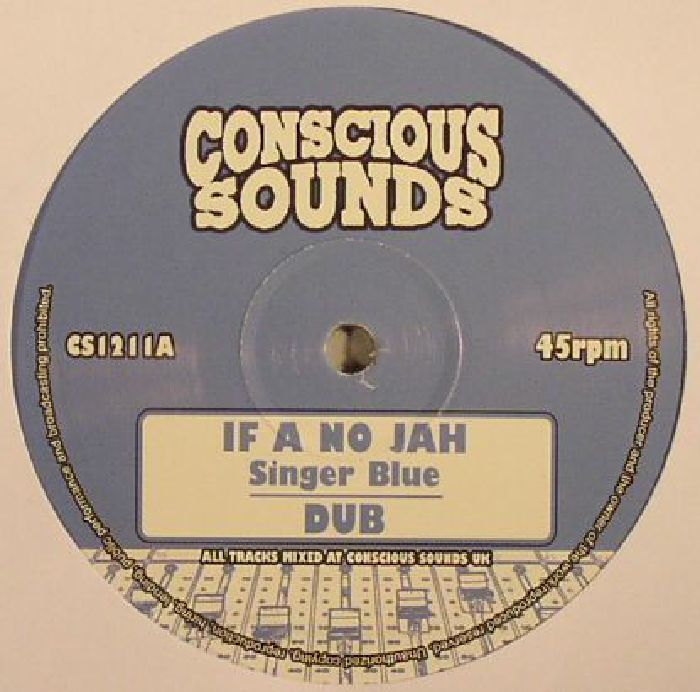 CONSCIOUS
SOUNDS
CS1211A
45rpm
IF A NO JAH
Singer Blue
DUB
ALL TRACKS MIXED AT CONSCIOUS SOUNDS UK
All rights of the producer and the owner of the work reproduced reserved. Unauthorized copying, reproduction, hiring, lending, public performance and broadcasting prohibited.